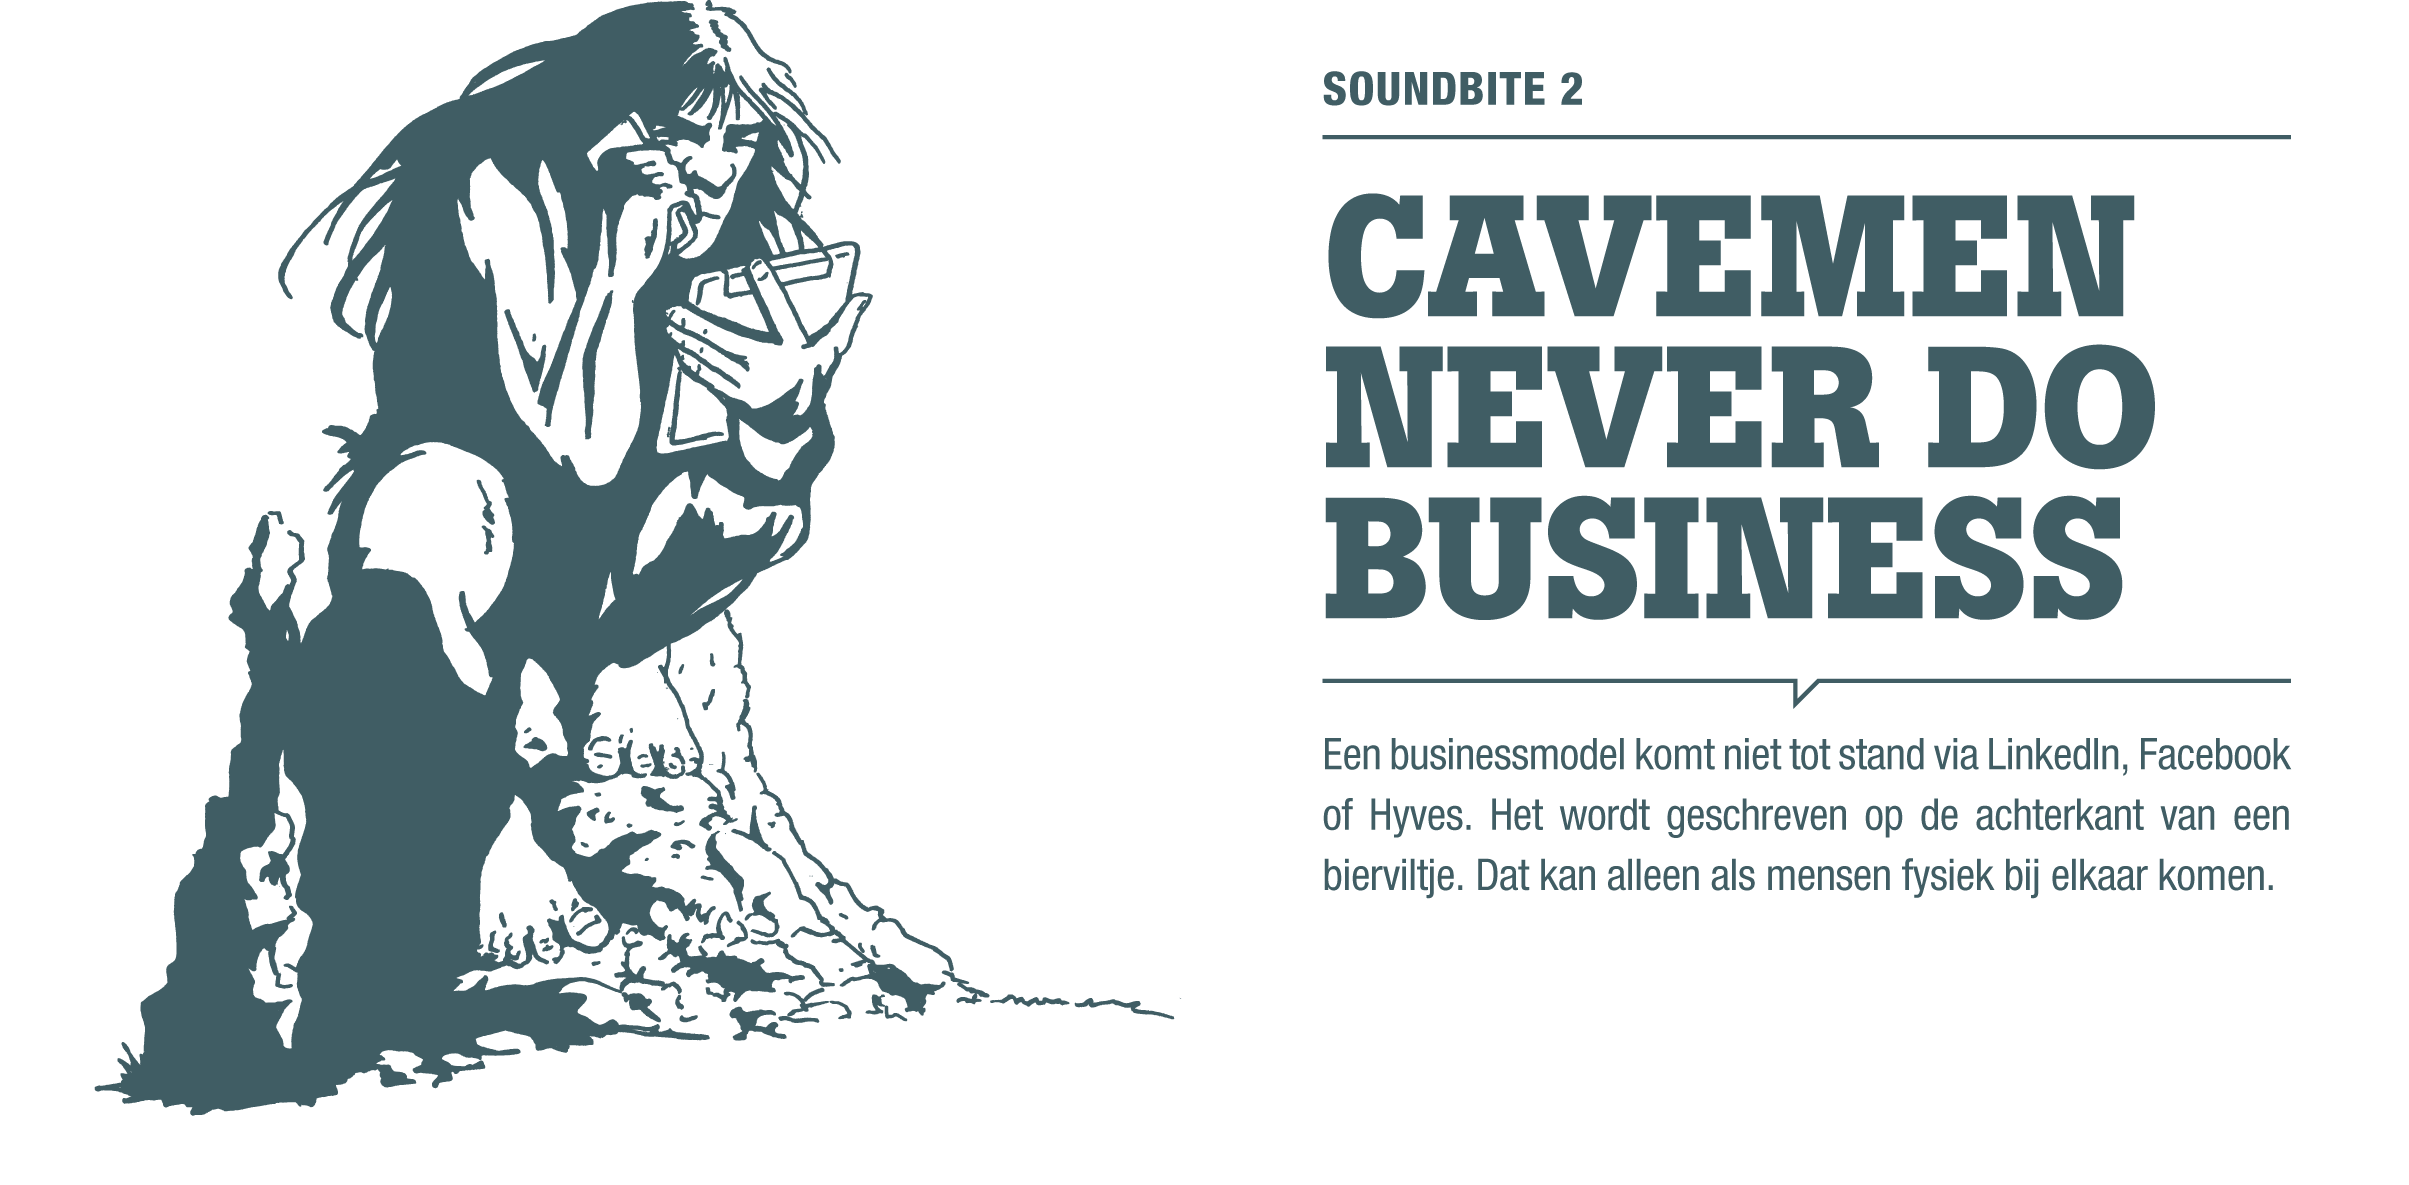 SOUNDBITE 2
CAVEMEN
NEVER DO
BUSINESS
Een businessmodel komt niet tot stand via LinkedIn, Facebook
of Hyves. Het wordt geschreven op de achterkant van een
bierviltje. Dat kan alleen als mensen fysiek bij elkaar komen.